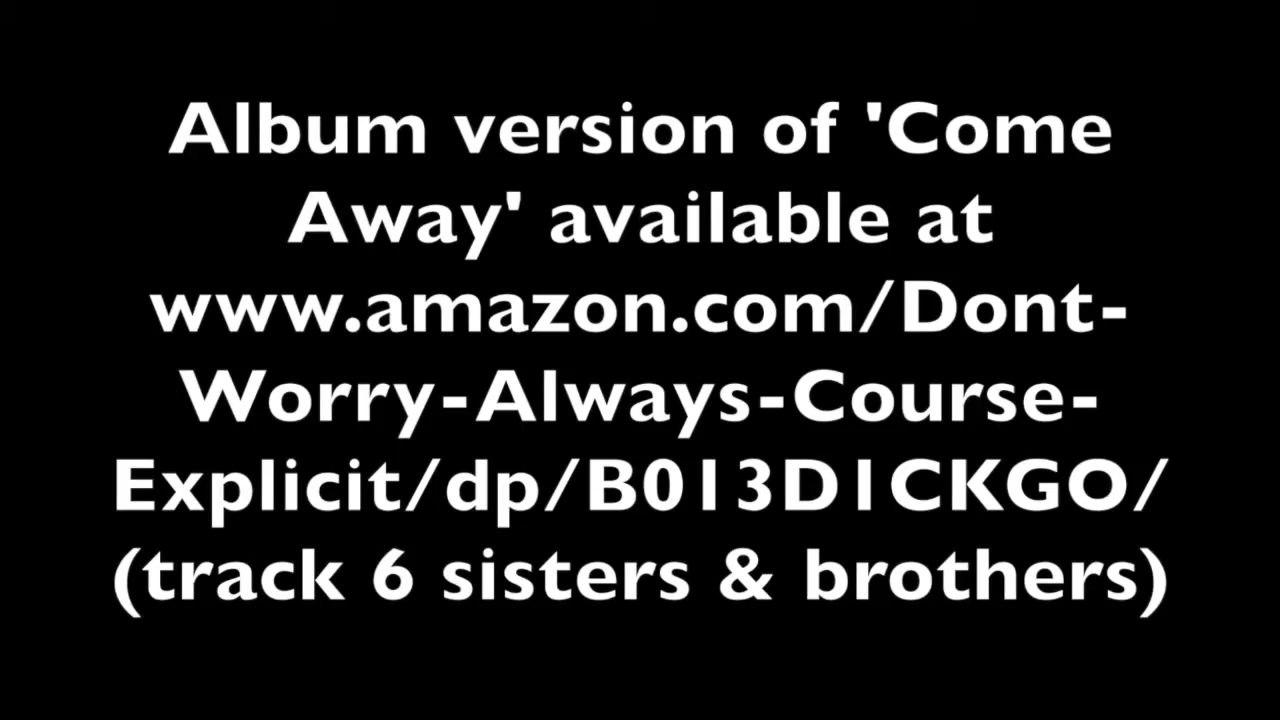 Album version of 'Come
Away' available at
www.amazon.com/Dont-
Worry-Always-Course-
Explicit/dp/B013D1CKGO/
(track 6 sisters & brothers)